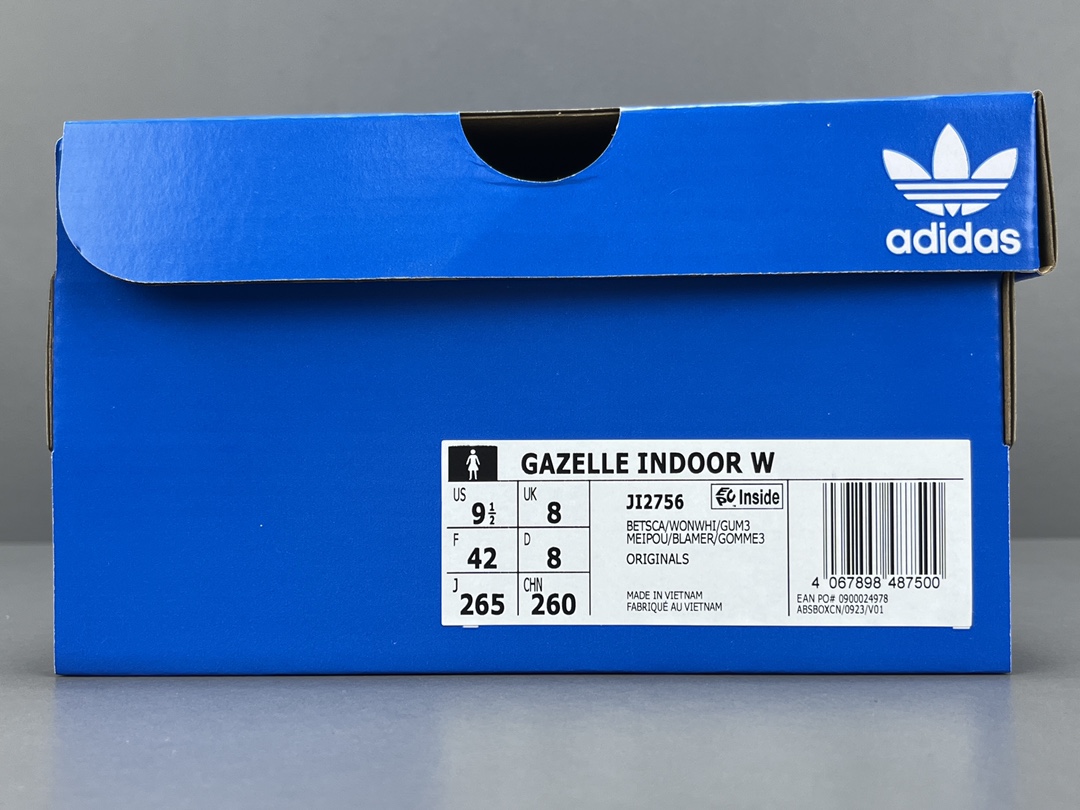 adidas
GAZELLE INDOOR W
US 9½
UK 8
F 42
D 8
J 265
CHN 260
JI2756
Inside
BETSCA/WONWHI/GUM3
MEIPOU/BLAMER/GOMME3
ORIGINALS
MADE IN VIETNAM
FABRIQUÉ AU VIETNAM
4 067898 487500
EAN PO# 0900024978
ABSBOXCN/0923/V01